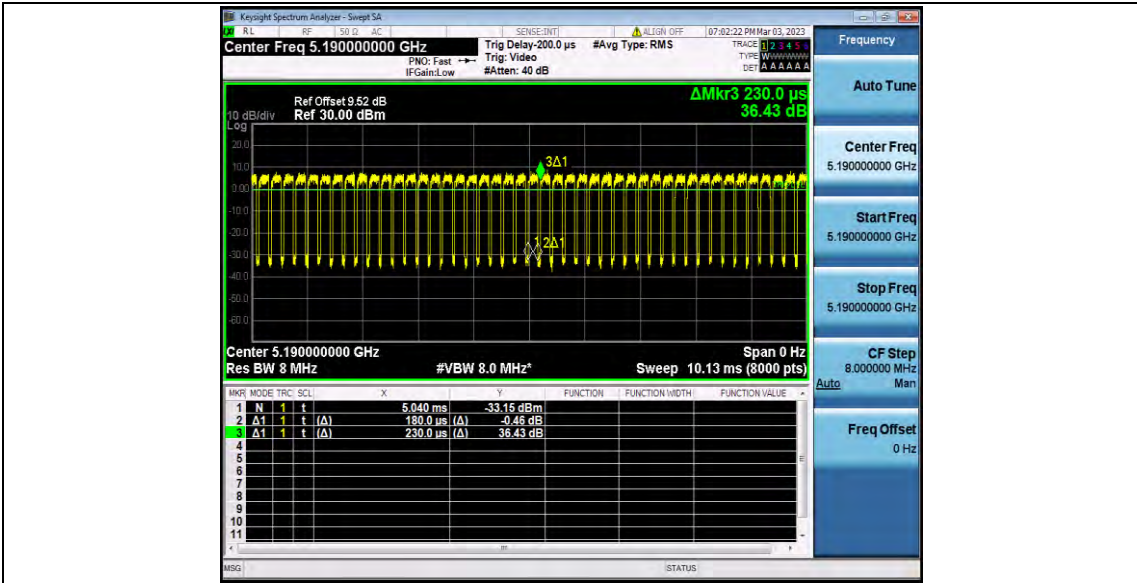 Keysight Spectrum Analyzer - Swept SA
RL RF 50 Ω AC SENSE:INT ALIGN OFF 07:02:22 PM Mar 03, 2023
Center Freq 5.190000000 GHz Trig Delay-200.0 µs #Avg Type: RMS TRACE 1 2 3 4 5 6
PNO: Fast Trig: Video TYPE WWWWWW
IFGain:Low #Atten: 40 dB DET A A A A A A
Frequency
ΔMkr3 230.0 µs
36.43 dB
Ref Offset 9.52 dB
10 dB/div Ref 30.00 dBm
Log
20.0
10.0
0.00
-10.0
-20.0
-30.0
-40.0
-50.0
-60.0
3Δ1
1 2Δ1
Center 5.190000000 GHz Span 0 Hz
Res BW 8 MHz #VBW 8.0 MHz* Sweep 10.13 ms (8000 pts)
MKR MODE TRC SCL X Y FUNCTION FUNCTION WIDTH FUNCTION VALUE
1 N 1 t 5.040 ms -33.15 dBm
2 Δ1 1 t (Δ) 180.0 µs (Δ) -0.46 dB
3 Δ1 1 t (Δ) 230.0 µs (Δ) 36.43 dB
4
5
6
7
8
9
10
11
MSG STATUS
Auto Tune
Center Freq
5.190000000 GHz
Start Freq
5.190000000 GHz
Stop Freq
5.190000000 GHz
CF Step
8.000000 MHz
Auto Man
Freq Offset
0 Hz